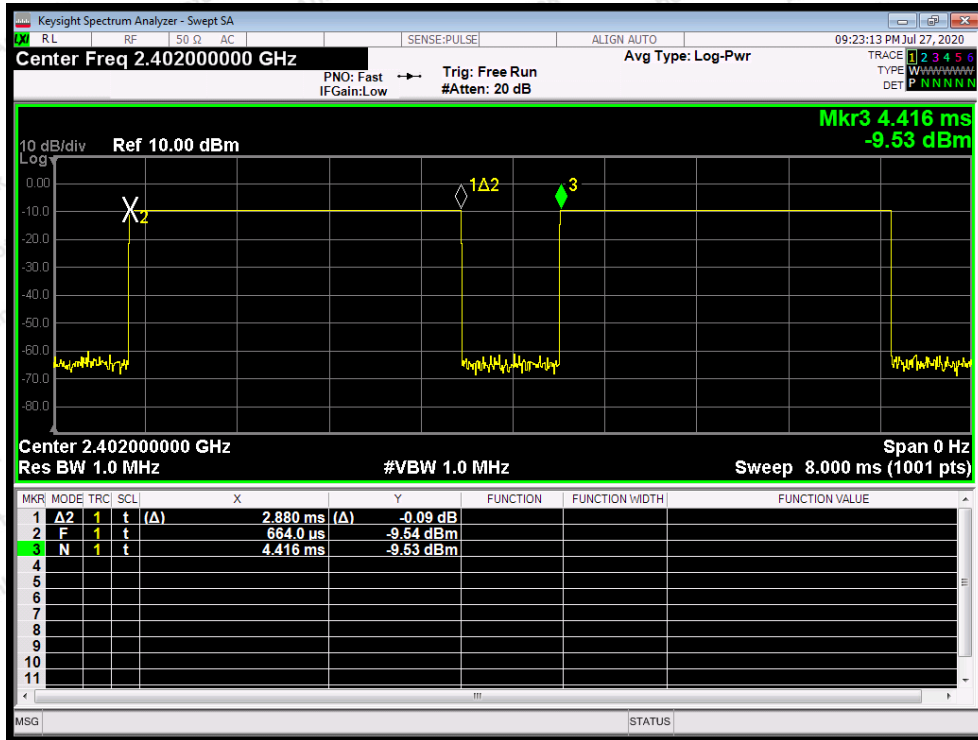 Keysight Spectrum Analyzer - Swept SA
LXI RL RF 50 Ω AC SENSE:PULSE ALIGN AUTO 09:23:13 PM Jul 27, 2020
Center Freq 2.402000000 GHz Avg Type: Log-Pwr TRACE 1 2 3 4 5 6
PNO: Fast Trig: Free Run TYPE W W W W W W
IFGain:Low #Atten: 20 dB DET P N N N N N
Mkr3 4.416 ms
10 dB/div Ref 10.00 dBm -9.53 dBm
Log
0.00
1Δ2 3
-10.0
2
-20.0
-30.0
-40.0
-50.0
-60.0
-70.0
-80.0
Center 2.402000000 GHz Span 0 Hz
Res BW 1.0 MHz #VBW 1.0 MHz Sweep 8.000 ms (1001 pts)
MKR MODE TRC SCL X Y FUNCTION FUNCTION WIDTH FUNCTION VALUE
1 Δ2 1 t (Δ) 2.880 ms (Δ) -0.09 dB
2 F 1 t 664.0 µs -9.54 dBm
3 N 1 t 4.416 ms -9.53 dBm
4
5
6
7
8
9
10
11
MSG STATUS